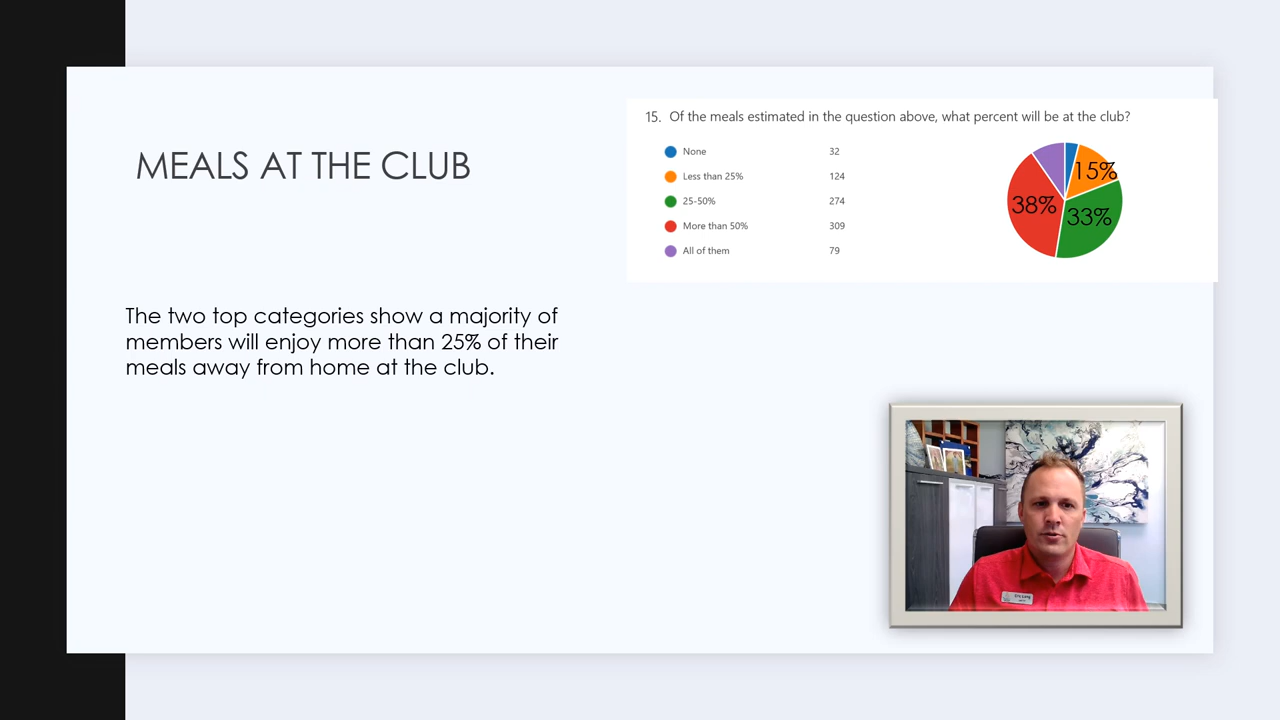 MEALS AT THE CLUB
The two top categories show a majority of
members will enjoy more than 25% of their
meals away from home at the club.
15. Of the meals estimated in the question above, what percent will be at the club?
None 32
Less than 25% 124
25-50% 274
More than 50% 309
All of them 79
15%
38%
33%